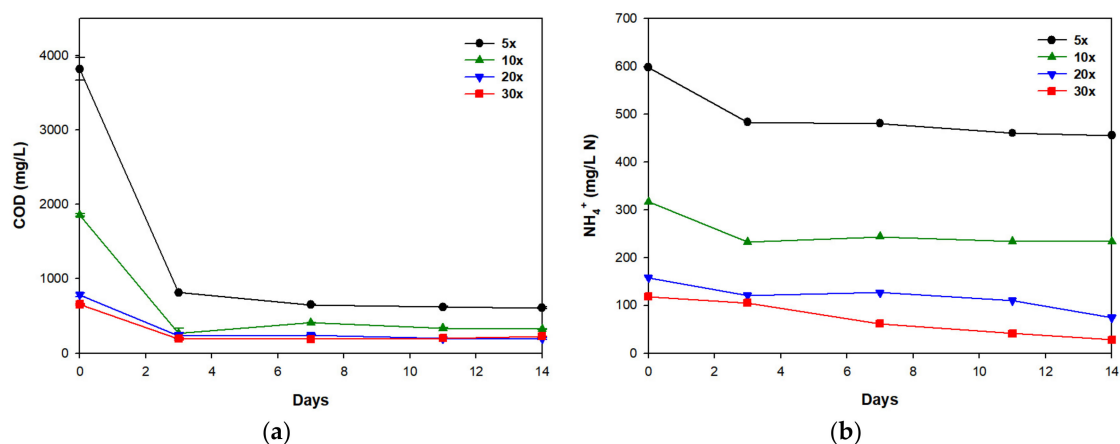 4000
3000
2000
1000
0
COD (mg/L)
5x
10x
20x
30x
0 2 4 6 8 10 12 14
Days
(a)
700
600
500
400
300
200
100
0
NH₄⁺ (mg/L N)
5x
10x
20x
30x
0 2 4 6 8 10 12 14
Days
(b)